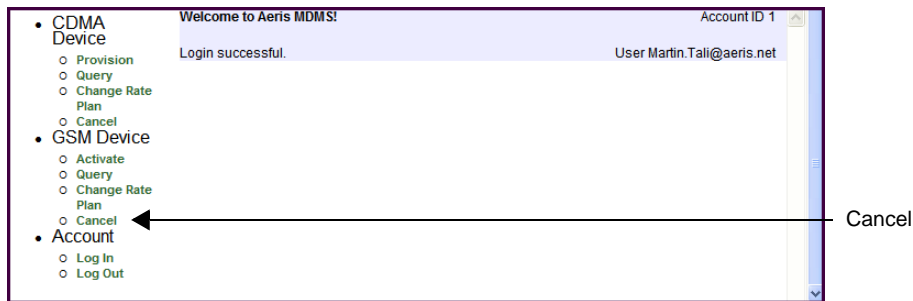 CDMA
Device
Provision
Query
Change Rate
Plan
Cancel
GSM Device
Activate
Query
Change Rate
Plan
Cancel
Account
Log In
Log Out
Welcome to Aeris MDMS!
Account ID 1
Login successful.
User Martin.Tali@aeris.net
Cancel